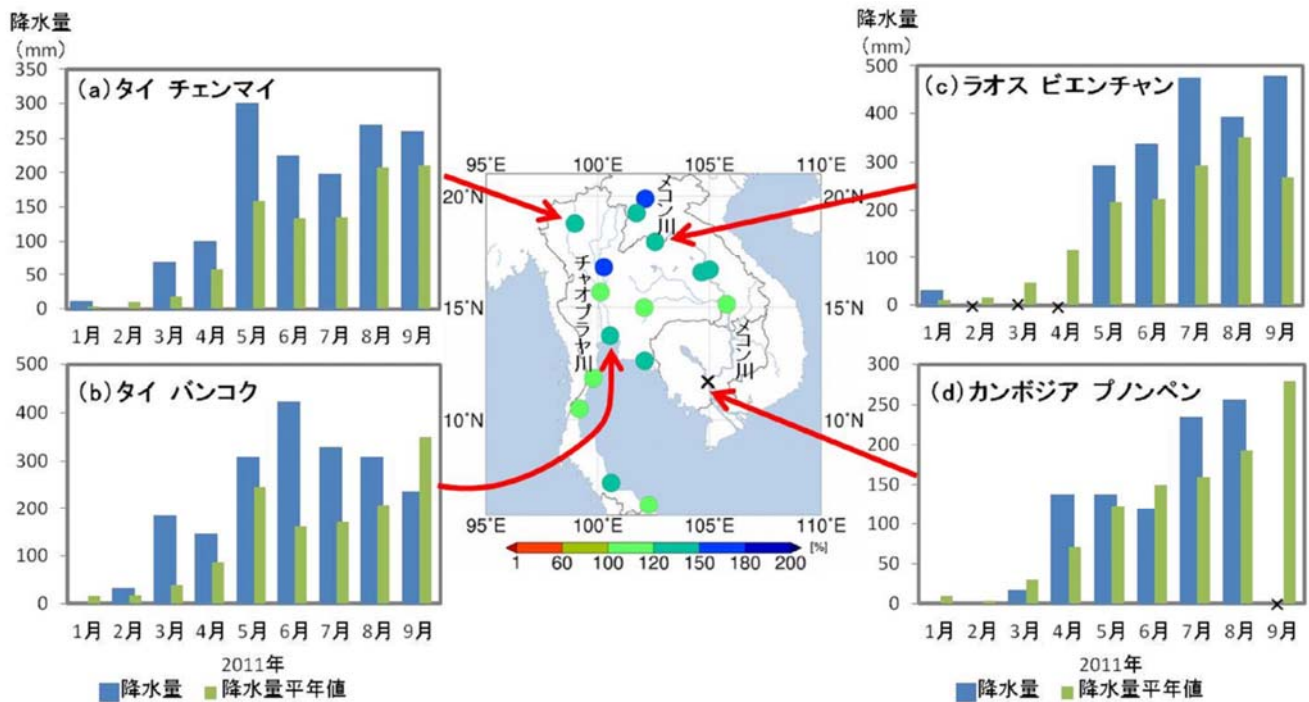 降水量
(mm)
(a)タイ チェンマイ
350
300
250
200
150
100
50
0
1月 2月 3月 4月 5月 6月 7月 8月 9月
(b)タイ バンコク
500
400
300
200
100
0
1月 2月 3月 4月 5月 6月 7月 8月 9月
2011年
降水量 降水量平年値
95°E 100°E 105°E 110°E
20°N 20°N
15°N 15°N
10°N 10°N
メコン川
チャオプラヤ川
メコン川
95°E 100°E 105°E 110°E
[%]
1 60 100 120 150 180 200
降水量
(mm)
(c)ラオス ビエンチャン
500
400
300
200
100
0
1月 2月 3月 4月 5月 6月 7月 8月 9月
(d)カンボジア プノンペン
300
250
200
150
100
50
0
1月 2月 3月 4月 5月 6月 7月 8月 9月
2011年
降水量 降水量平年値